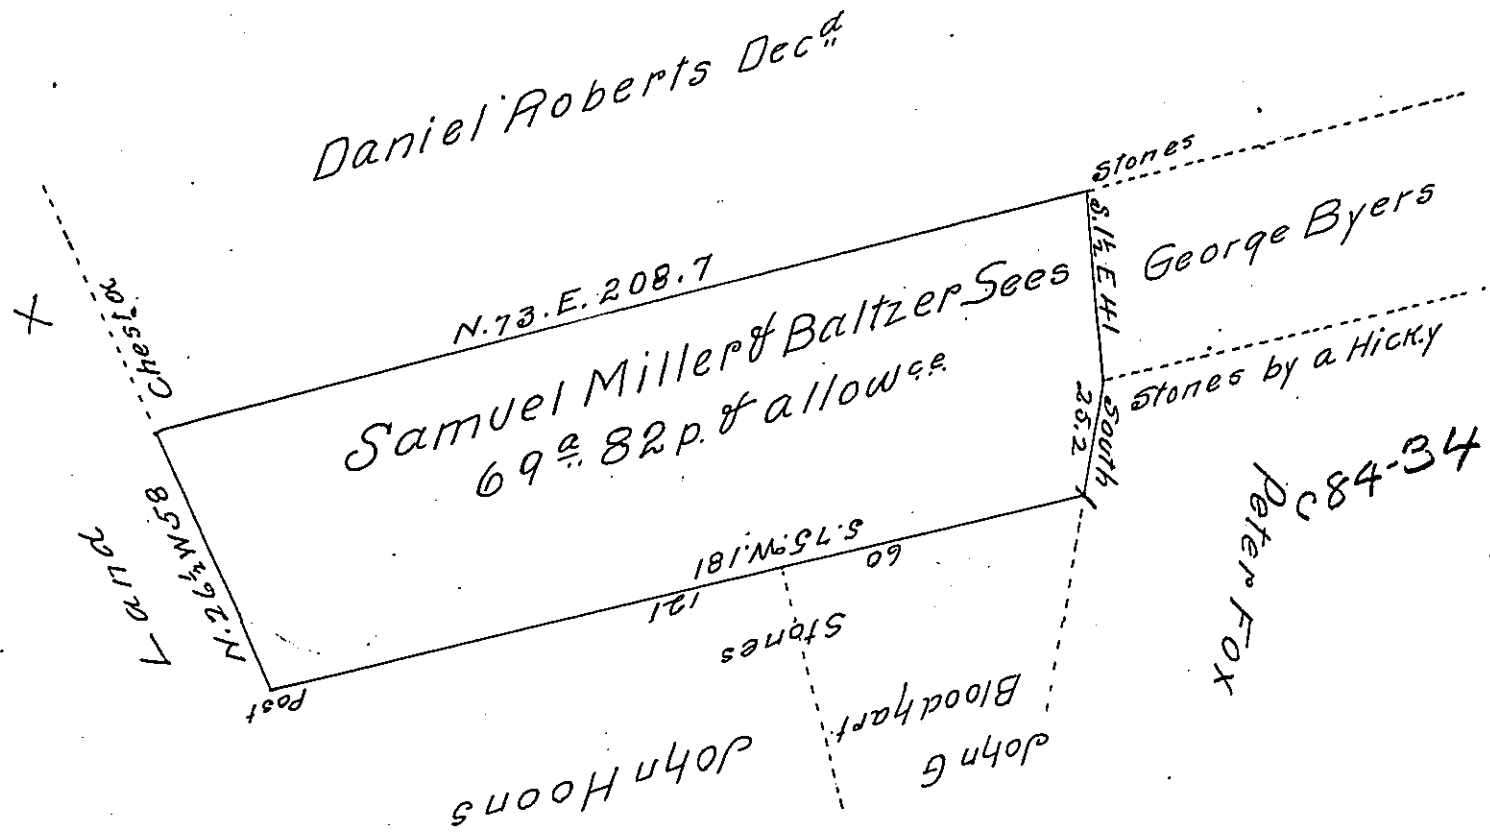 Daniel Roberts Decd
Stones
George Byers
S.1½ E 41
N.73.E.208.7
X
Chest.o
Samuel Miller & Baltzer Sees
69a 82 p. & allowce
Stones by a Hicky
South
25.2
C84-34
Peter Fox
Land
N.26½ W 58
S.75.W.181
60
121
Stones
Post
John G
Bloodhart
John Hoons